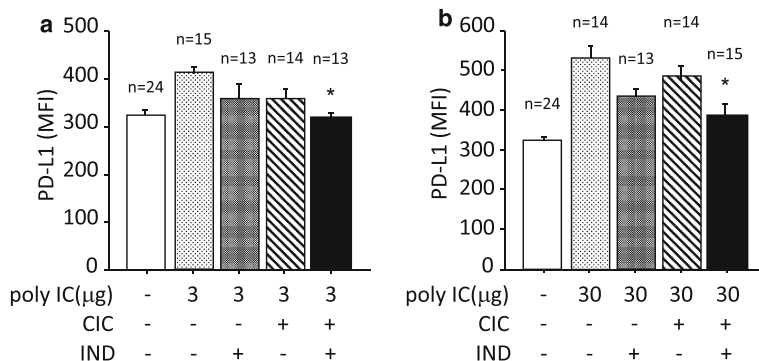 a
PD-L1 (MFI)
500
400
300
200
100
0
n=24
n=15
n=13
n=14
n=13
*
poly IC(μg) - 3 3 3 3
CIC - - - + +
IND - - + - +
b
PD-L1 (MFI)
600
500
400
300
200
100
0
n=24
n=14
n=13
n=14
n=15
*
poly IC(μg) - 30 30 30 30
CIC - - - + +
IND - - + - +